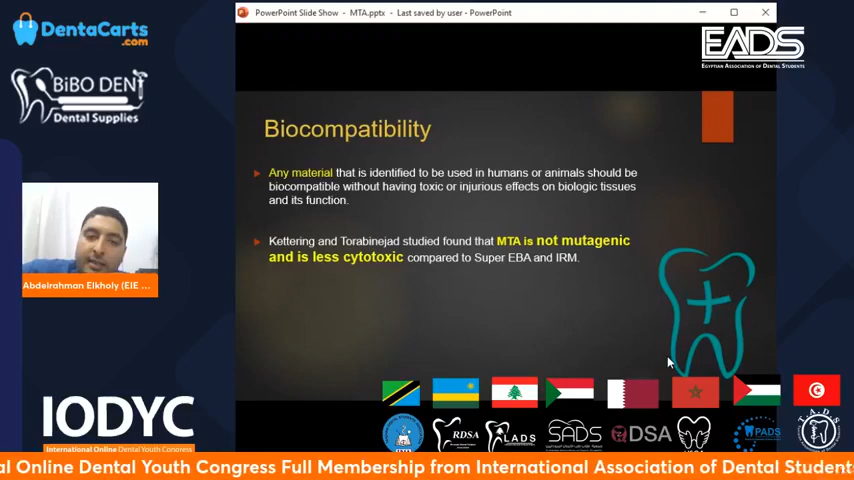 DentaCarts
.com
BiBO DENT
Dental Supplies
PowerPoint Slide Show - MTA.pptx - Last saved by user - PowerPoint
EADS
EGYPTIAN ASSOCIATION OF DENTAL STUDENTS
Biocompatibility
Any material that is identified to be used in humans or animals should be
biocompatible without having toxic or injurious effects on biologic tissues
and its function.
Kettering and Torabinejad studied found that MTA is not mutagenic
and is less cytotoxic compared to Super EBA and IRM.
Abdelrahman Elkholy (EIE ...
IODYC
International Online Dental Youth Congress
RDSA
LADS
SADS
DSA
PADS
T.A.D.S
al Online Dental Youth Congress Full Membership from International Association of Dental Student